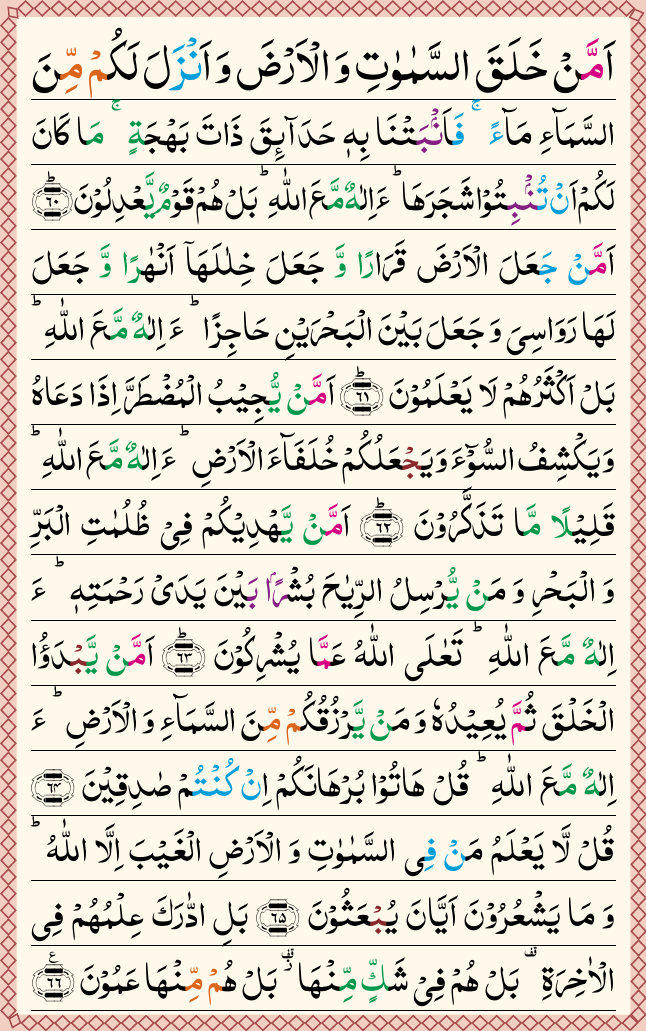 اَمَّنْ خَلَقَ السَّمٰوٰتِ وَ الْاَرْضَ وَ اَنْزَلَ لَكُمْ مِّنَ
السَّمَآءِ مَآءً ۚ فَاَنْۢبَتْنَا بِهٖ حَدَآىِٕقَ ذَاتَ بَهْجَةٍ ۚ مَا كَانَ
لَكُمْ اَنْ تُنْۢبِتُوْا شَجَرَهَا ؕ ءَاِلٰهٌ مَّعَ اللّٰهِ ؕ بَلْ هُمْ قَوْمٌ یَّعْدِلُوْنَ ؕ۶۰
اَمَّنْ جَعَلَ الْاَرْضَ قَرَارًا وَّ جَعَلَ خِلٰلَهَاۤ اَنْهٰرًا وَّ جَعَلَ
لَهَا رَوَاسِیَ وَ جَعَلَ بَیْنَ الْبَحْرَیْنِ حَاجِزًا ؕ ءَ اِلٰهٌ مَّعَ اللّٰهِ ؕ
بَلْ اَكْثَرُهُمْ لَا یَعْلَمُوْنَ ؕ۶۱ اَمَّنْ یُّجِیْبُ الْمُضْطَرَّ اِذَا دَعَاهُ
وَ یَكْشِفُ السُّوْٓءَ وَ یَجْعَلُكُمْ خُلَفَآءَ الْاَرْضِ ؕ ءَ اِلٰهٌ مَّعَ اللّٰهِ ؕ
قَلِیْلًا مَّا تَذَكَّرُوْنَ ؕ۶۲ اَمَّنْ یَّهْدِیْكُمْ فِیْ ظُلُمٰتِ الْبَرِّ
وَ الْبَحْرِ وَ مَنْ یُّرْسِلُ الرِّیٰحَ بُشْرًۢا بَیْنَ یَدَیْ رَحْمَتِهٖ ؕ ءَ
اِلٰهٌ مَّعَ اللّٰهِ ؕ تَعٰلَی اللّٰهُ عَمَّا یُشْرِكُوْنَ ؕ۶۳ اَمَّنْ یَّبْدَؤُا
الْخَلْقَ ثُمَّ یُعِیْدُهٗ وَ مَنْ یَّرْزُقُكُمْ مِّنَ السَّمَآءِ وَ الْاَرْضِ ؕ ءَ
اِلٰهٌ مَّعَ اللّٰهِ ؕ قُلْ هَاتُوْا بُرْهَانَكُمْ اِنْ كُنْتُمْ صٰدِقِیْنَ ۶۴
قُلْ لَّا یَعْلَمُ مَنْ فِی السَّمٰوٰتِ وَ الْاَرْضِ الْغَیْبَ اِلَّا اللّٰهُ ؕ
وَ مَا یَشْعُرُوْنَ اَیَّانَ یُبْعَثُوْنَ ۶۵ بَلِ ادّٰرَكَ عِلْمُهُمْ فِی
الْاٰخِرَةِ ۫ بَلْ هُمْ فِیْ شَكٍّ مِّنْهَا ۫ۖ بَلْ هُمْ مِّنْهَا عَمُوْنَ ۶۶ ع